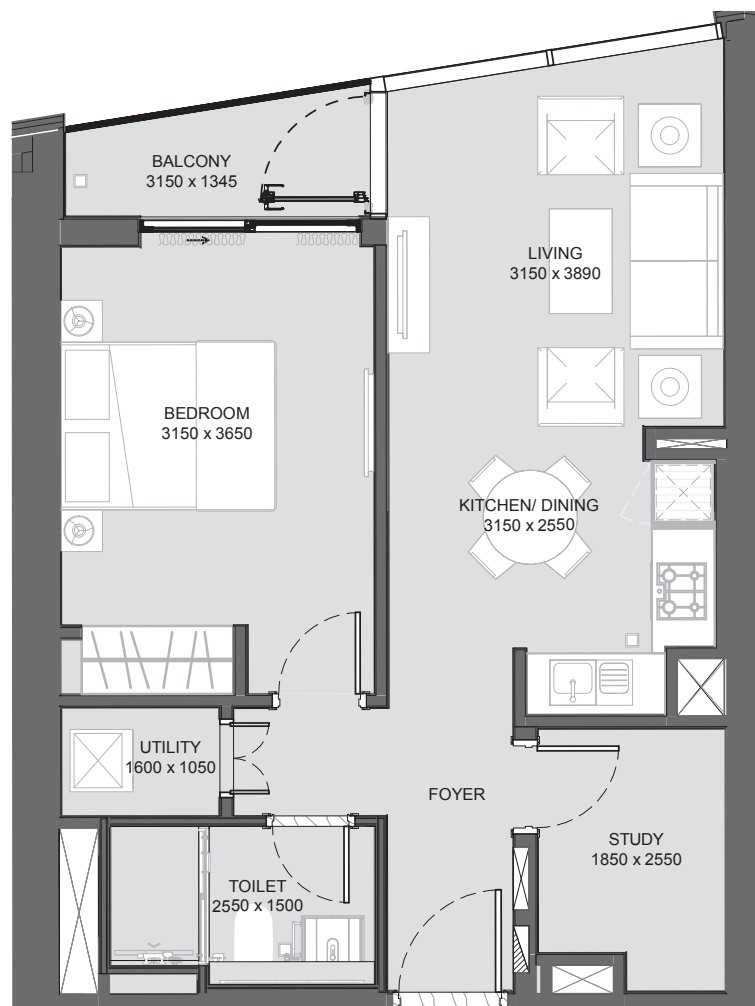 BALCONY
3150 x 1345
LIVING
3150 x 3890
BEDROOM
3150 x 3650
KITCHEN/ DINING
3150 x 2550
UTILITY
1600 x 1050
FOYER
STUDY
1850 x 2550
TOILET
2550 x 1500